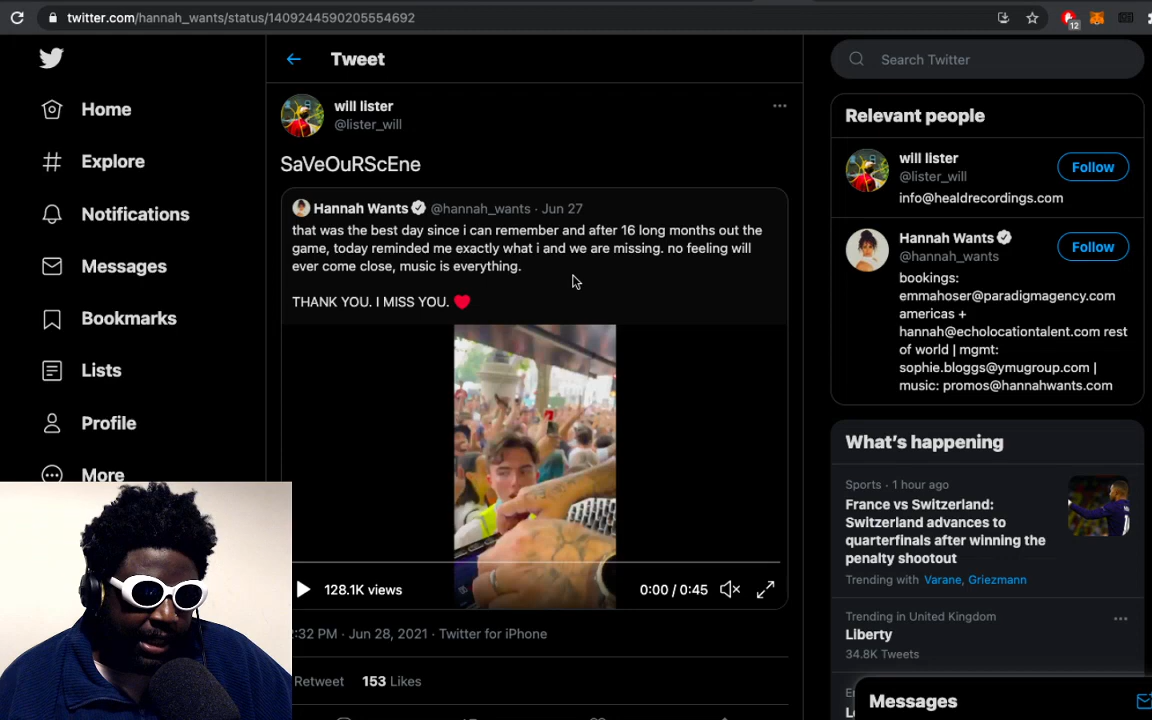 twitter.com/hannah_wants/status/1409244590205554692
12
Home
Explore
Notifications
Messages
Bookmarks
Lists
Profile
More
Tweet
will lister
@lister_will
SaVeOuRScEne
Hannah Wants @hannah_wants · Jun 27
that was the best day since i can remember and after 16 long months out the
game, today reminded me exactly what i and we are missing. no feeling will
ever come close, music is everything.
THANK YOU. I MISS YOU. ❤️
128.1K views
0:00 / 0:45
:32 PM · Jun 28, 2021 · Twitter for iPhone
Retweet 153 Likes
Search Twitter
Relevant people
will lister
@lister_will
Follow
info@healdrecordings.com
Hannah Wants
@hannah_wants
Follow
bookings:
emmahoser@paradigmagency.com
americas +
hannah@echolocationtalent.com rest
of world | mgmt:
sophie.bloggs@ymugroup.com |
music: promos@hannahwants.com
What's happening
Sports · 1 hour ago
France vs Switzerland:
Switzerland advances to
quarterfinals after winning the
penalty shootout
Trending with Varane, Griezmann
Trending in United Kingdom
Liberty
34.8K Tweets
Messages